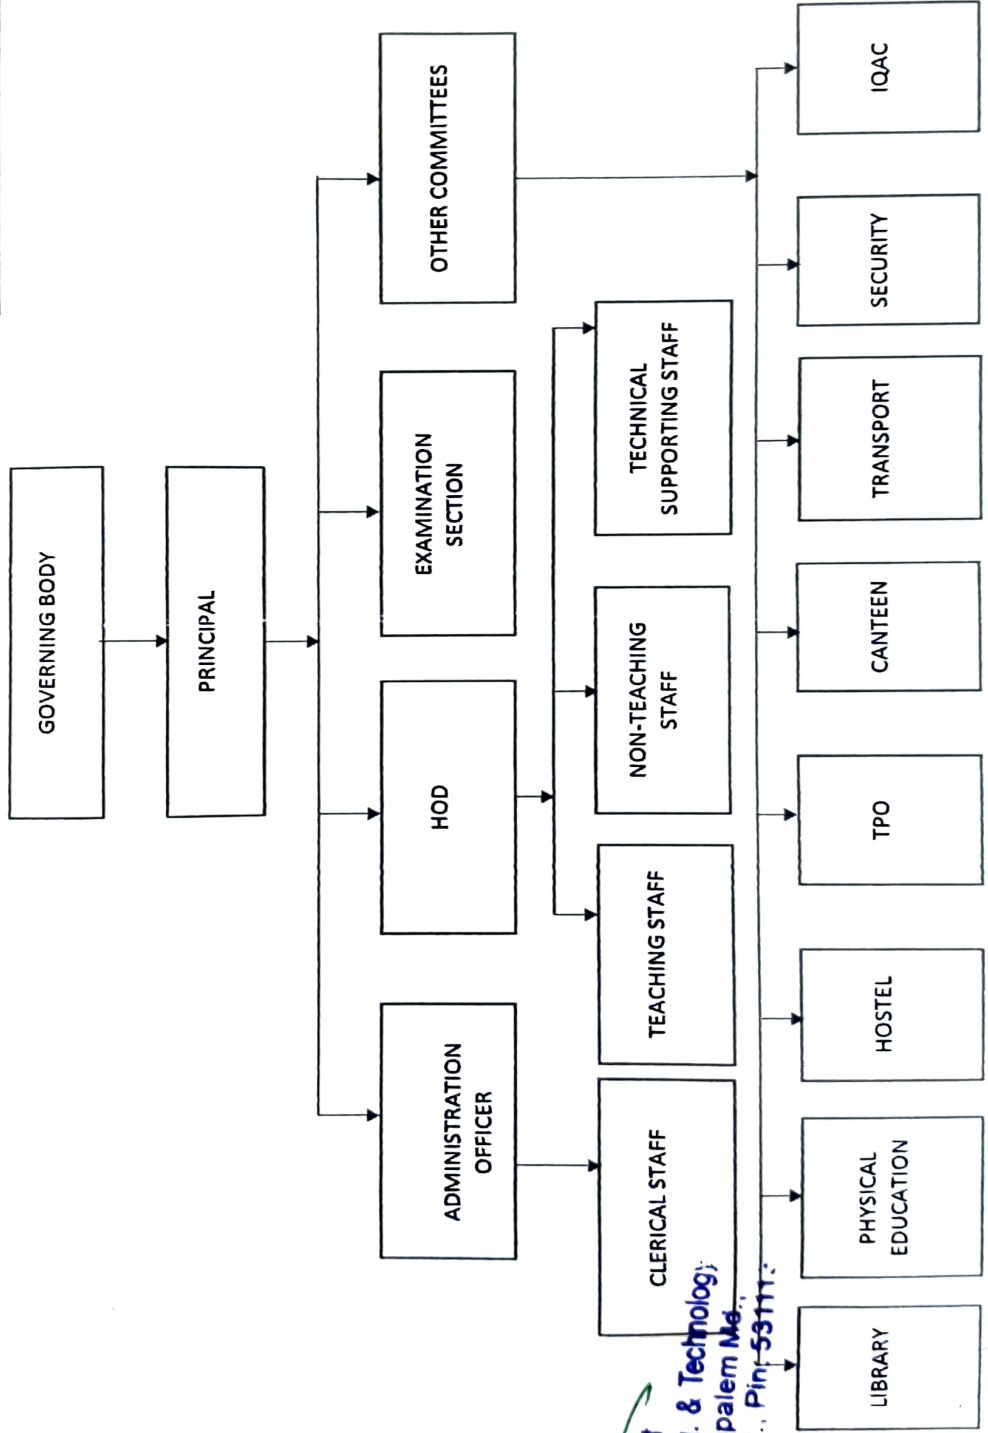 GOVERNING BODY
PRINCIPAL
ADMINISTRATION
OFFICER
HOD
EXAMINATION
SECTION
OTHER COMMITTEES
CLERICAL STAFF
TEACHING STAFF
NON-TEACHING
STAFF
TECHNICAL
SUPPORTING STAFF
LIBRARY
PHYSICAL
EDUCATION
HOSTEL
TPO
CANTEEN
TRANSPORT
SECURITY
IQAC
& Technology
palem
Pin